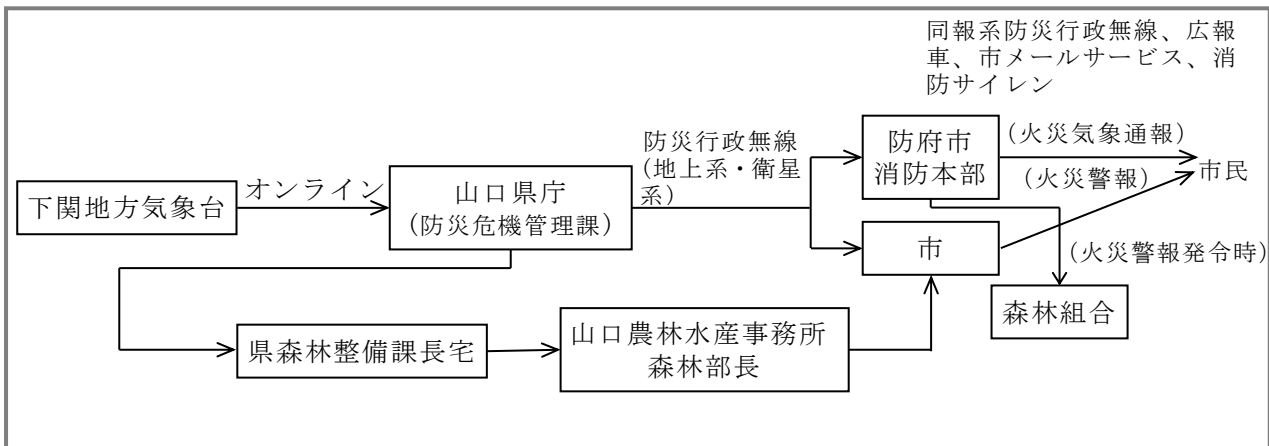 同報系防災行政無線、広報
車、市メールサービス、消
防サイレン
防災行政無線
(地上系・衛星
系)
防府市
消防本部
(火災気象通報)
(火災警報)
市民
下関地方気象台
オンライン
山口県庁
(防災危機管理課)
市
(火災警報発令時)
森林組合
県森林整備課長宅
山口農林水産事務所
森林部長